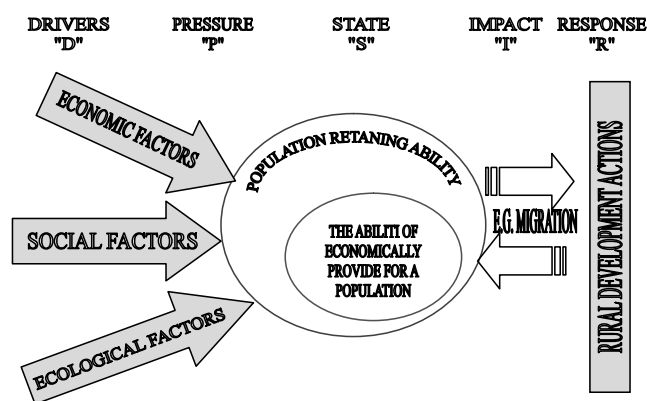 DRIVERS
"D"
PRESSURE
"P"
STATE
"S"
IMPACT
"I"
RESPONSE
"R"
ECONOMIC FACTORS
SOCIAL FACTORS
ECOLOGICAL FACTORS
POPULATION RETANING ABILITY
THE ABILITI OF
ECONOMICALLY
PROVIDE FOR A
POPULATION
E.G. MIGRATION
RURAL DEVELOPMENT ACTIONS